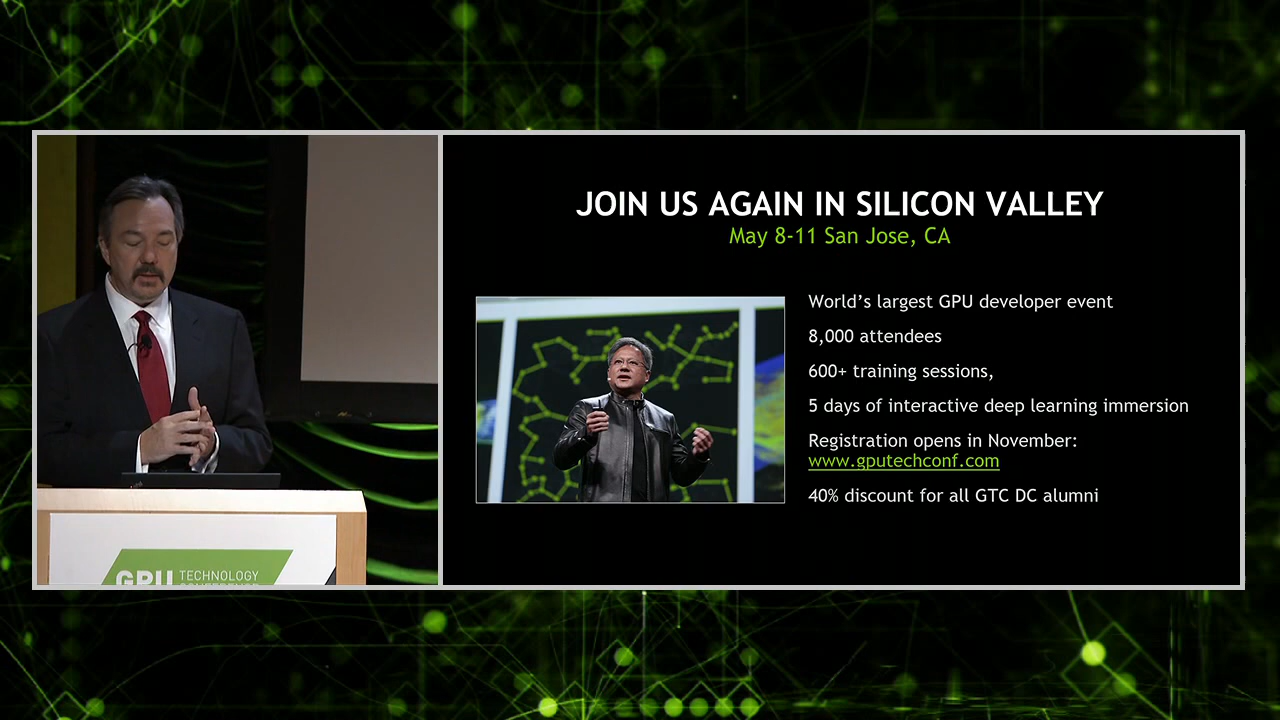 JOIN US AGAIN IN SILICON VALLEY
May 8-11 San Jose, CA
World’s largest GPU developer event
8,000 attendees
600+ training sessions,
5 days of interactive deep learning immersion
Registration opens in November:
www.gputechconf.com
40% discount for all GTC DC alumni
GPU TECHNOLOGY
CONFERENCE